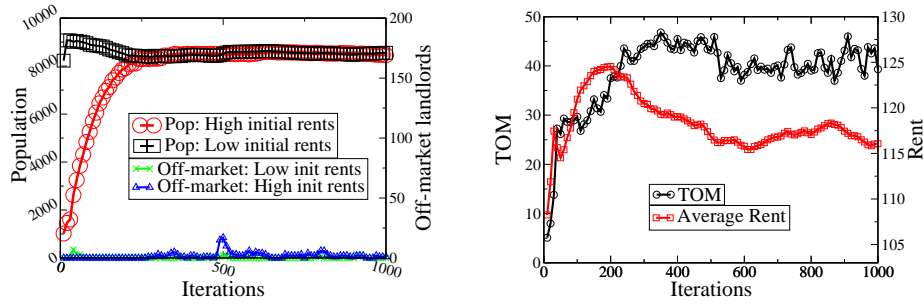 10000
8000
6000
4000
2000
0
Population
200
150
100
50
0
Off-market landlords
Pop: High initial rents
Pop: Low initial rents
Off-market: Low init rents
Off-market: High init rents
0
500
1000
Iterations
50
40
30
20
10
0
TOM
130
125
120
115
110
105
Rent
TOM
Average Rent
0
200
400
600
800
1000
Iterations